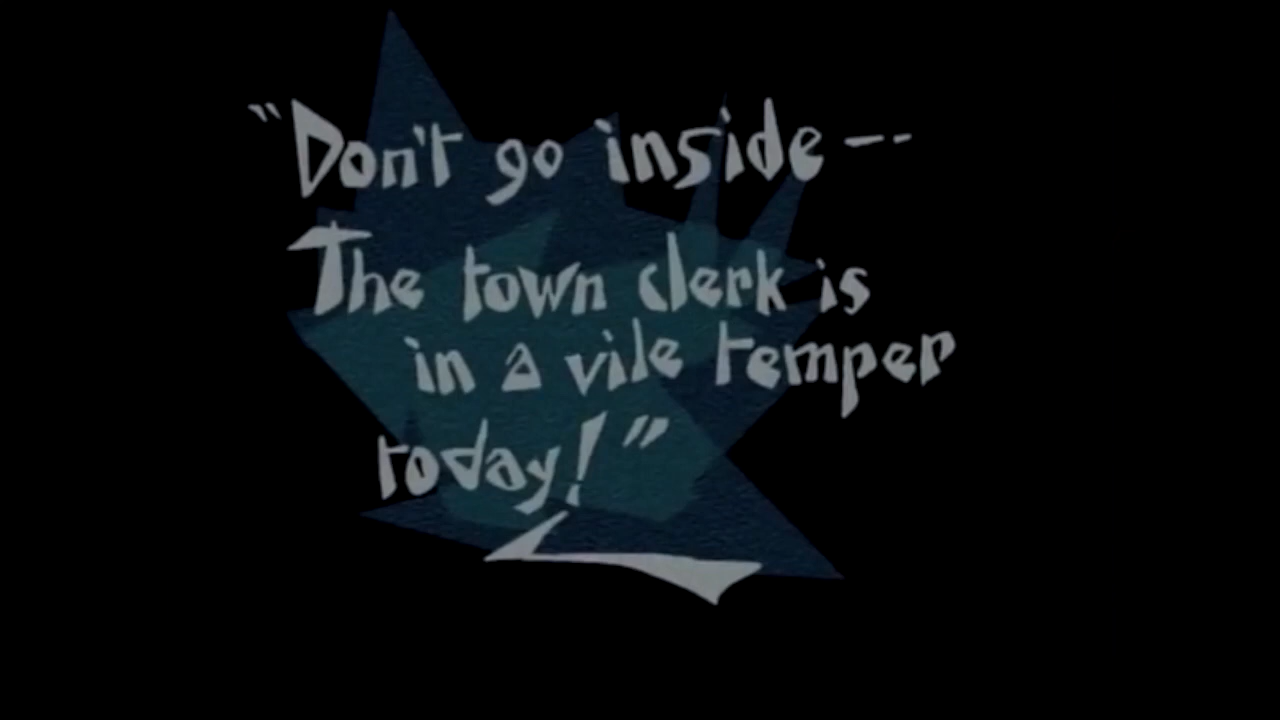 “Don't go inside--
The town clerk is
in a vile temper
today!”